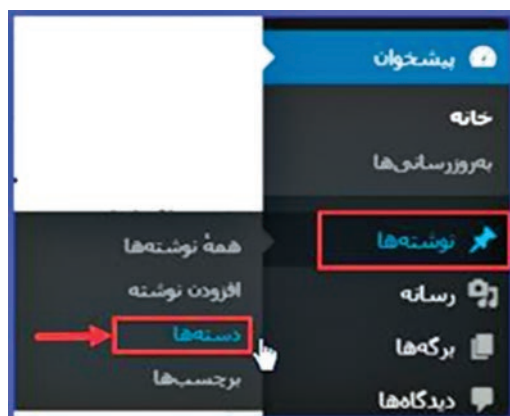 پیشخوان
خانه
به‌روزرسانی‌ها
نوشته‌ها
همهٔ نوشته‌ها
افزودن نوشته
دسته‌ها
برچسب‌ها
رسانه
برگه‌ها
دیدگاه‌ها